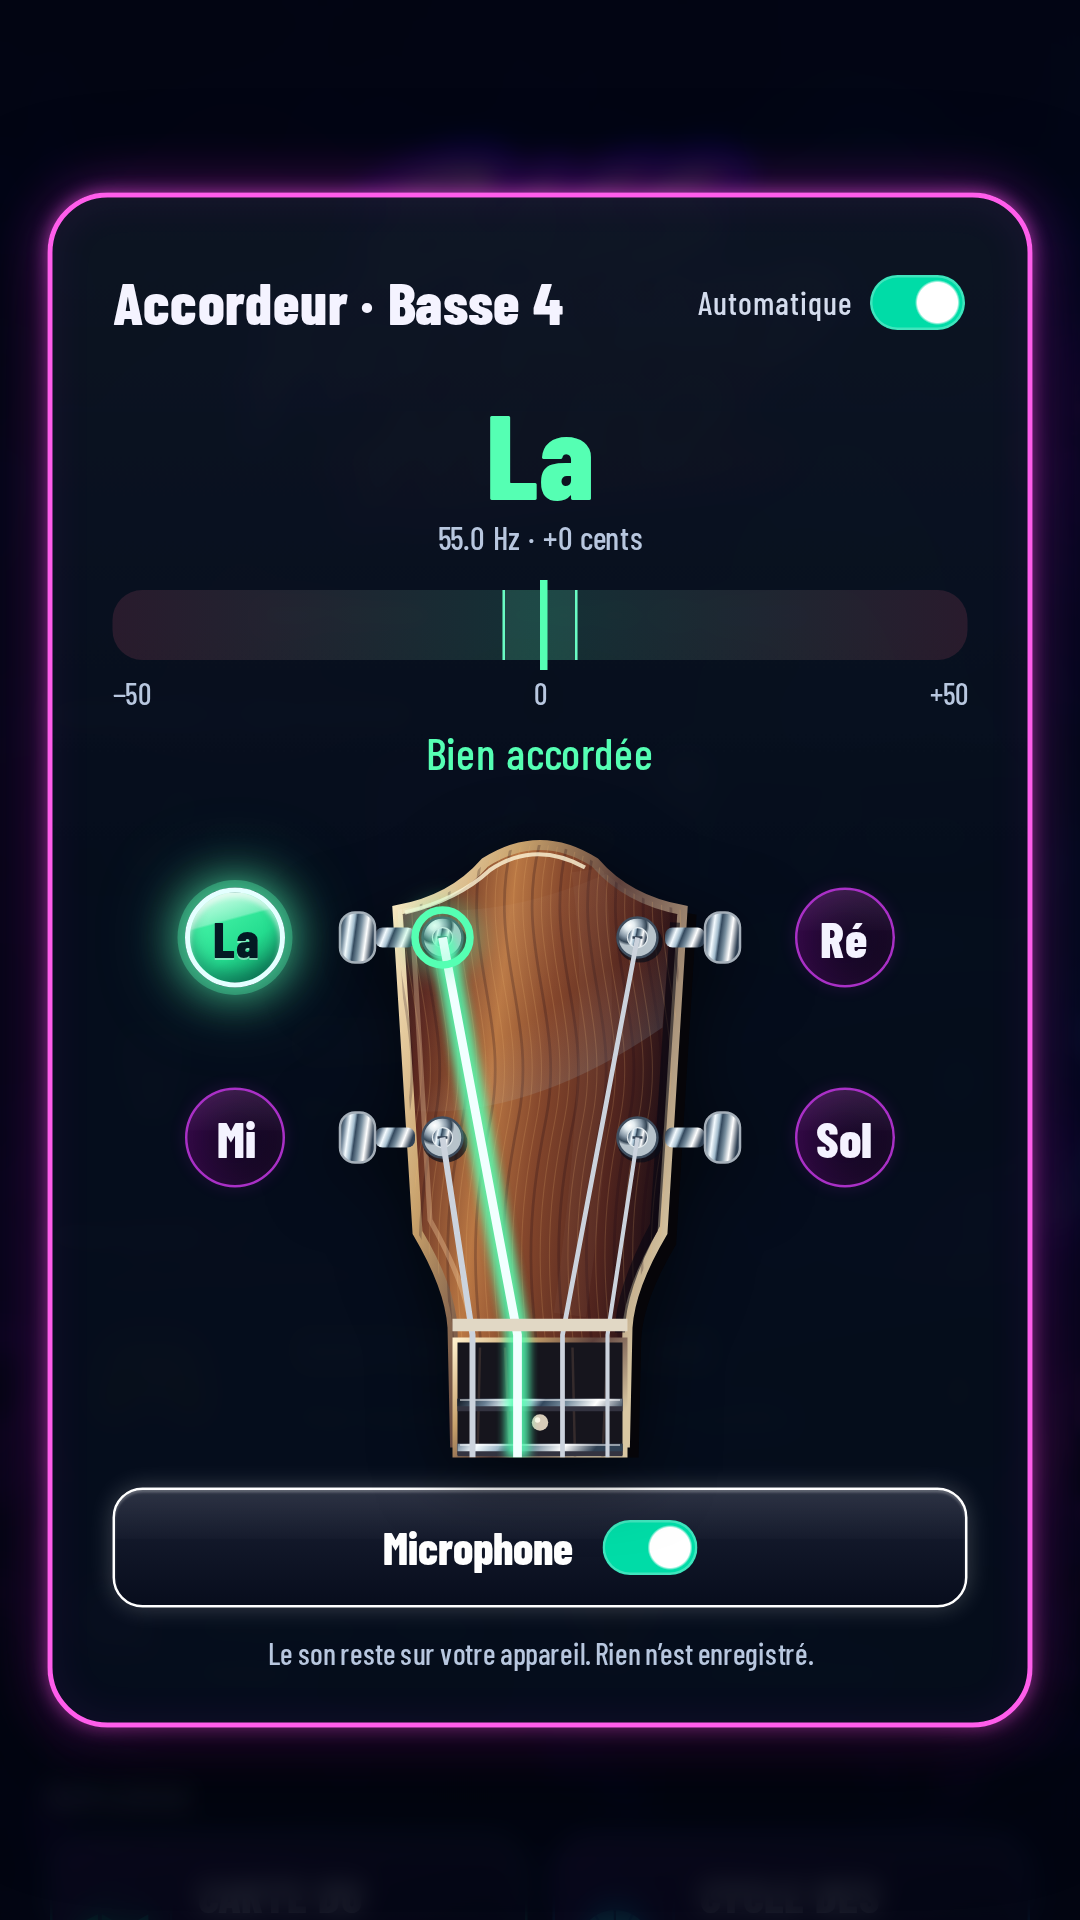 Accordeur · Basse 4
Automatique
La
55.0 Hz · +0 cents
–50
0
+50
Bien accordée
La
Ré
Mi
Sol
Microphone
Le son reste sur votre appareil. Rien n’est enregistré.